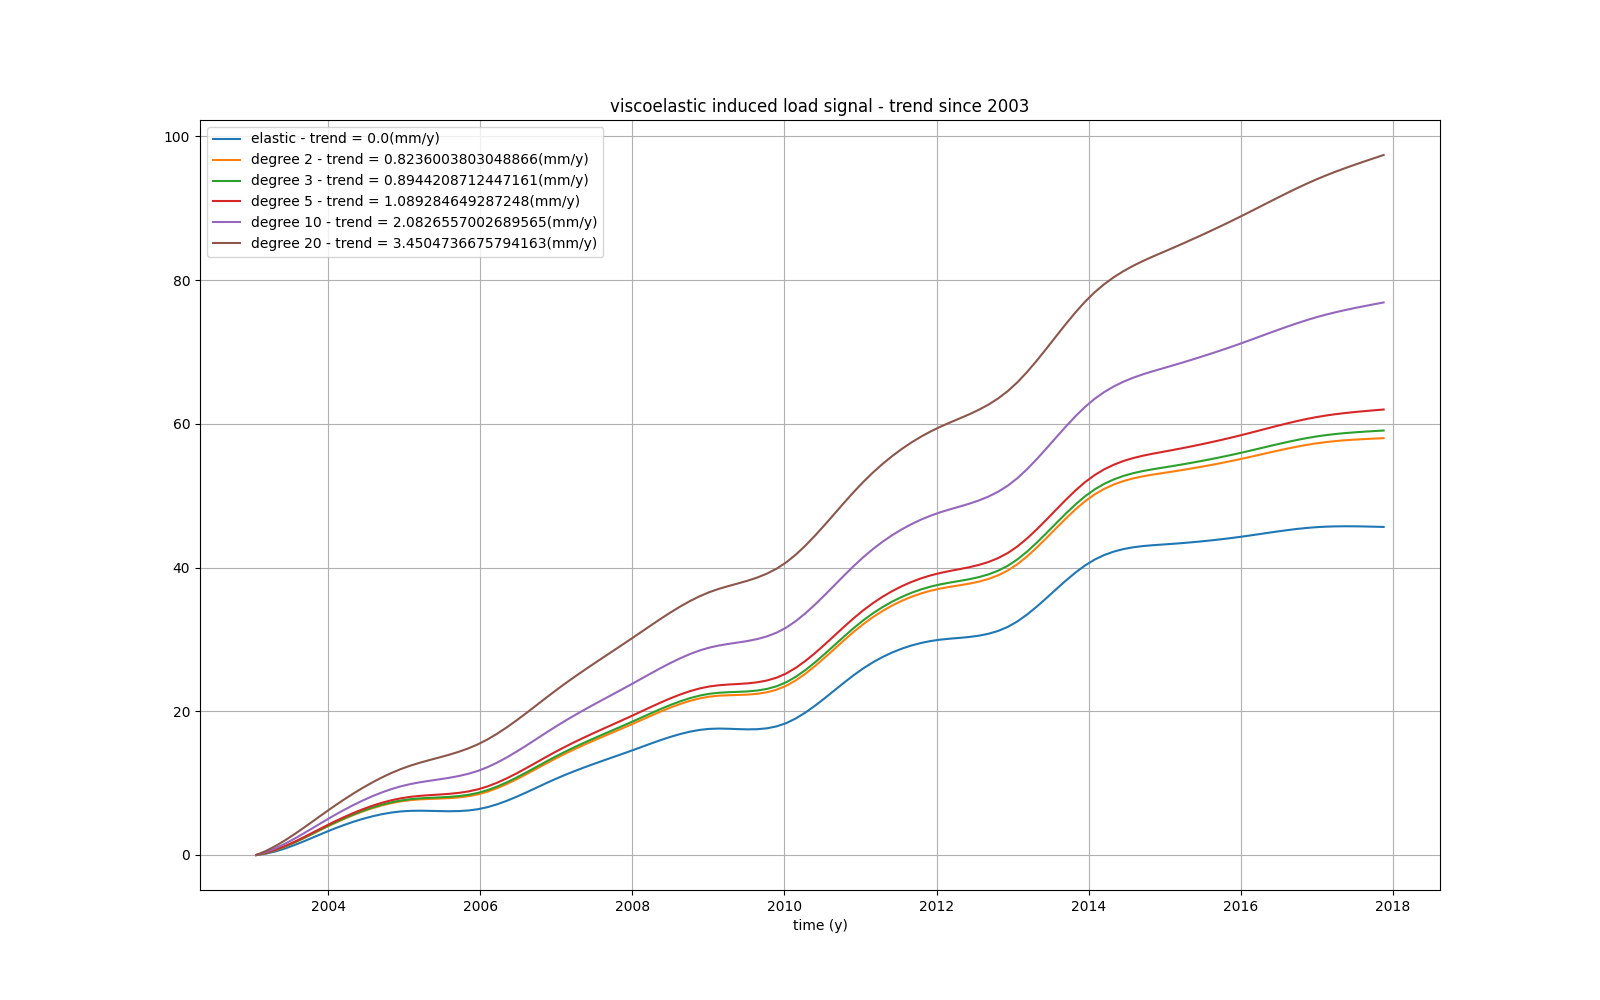 viscoelastic induced load signal - trend since 2003
elastic - trend = 0.0(mm/y)
degree 2 - trend = 0.8236003803048866(mm/y)
degree 3 - trend = 0.8944208712447161(mm/y)
degree 5 - trend = 1.089284649287248(mm/y)
degree 10 - trend = 2.0826557002689565(mm/y)
degree 20 - trend = 3.4504736675794163(mm/y)
100
80
60
40
20
0
2004 2006 2008 2010 2012 2014 2016 2018
time (y)